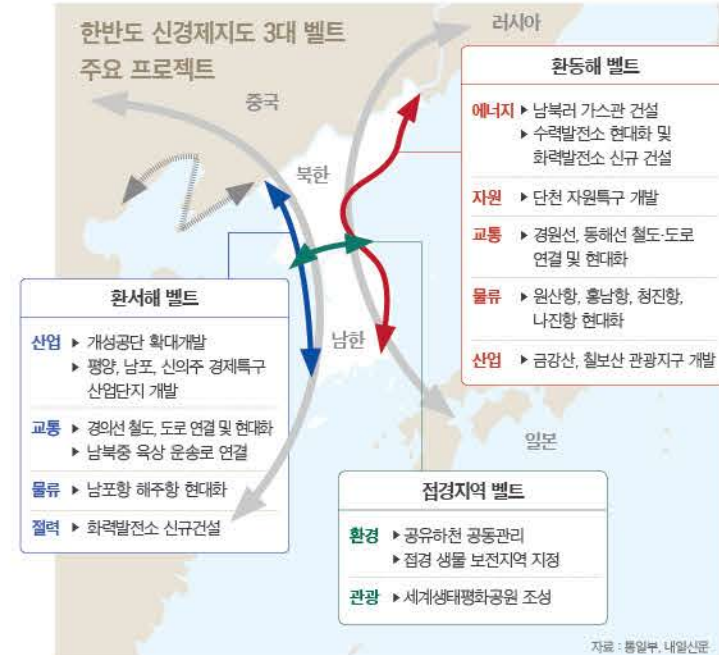 한반도 신경제지도 3대 벨트
주요 프로젝트
러시아
중국
북한
남한
일본
환동해 벨트
에너지 ▶ 남북러 가스관 건설
▶ 수력발전소 현대화 및
화력발전소 신규 건설
자원 ▶ 단천 자원특구 개발
교통 ▶ 경원선, 동해선 철도·도로
연결 및 현대화
물류 ▶ 원산항, 흥남항, 청진항,
나진항 현대화
산업 ▶ 금강산, 칠보산 관광지구 개발
환서해 벨트
산업 ▶ 개성공단 확대개발
▶ 평양, 남포, 신의주 경제특구
산업단지 개발
교통 ▶ 경의선 철도, 도로 연결 및 현대화
▶ 남북중 육상 운송로 연결
물류 ▶ 남포항 해주항 현대화
절력 ▶ 화력발전소 신규건설
접경지역 벨트
환경 ▶ 공유하천 공동관리
▶ 접경 생물 보전지역 지정
관광 ▶ 세계생태평화공원 조성
자료 : 통일부, 내일신문